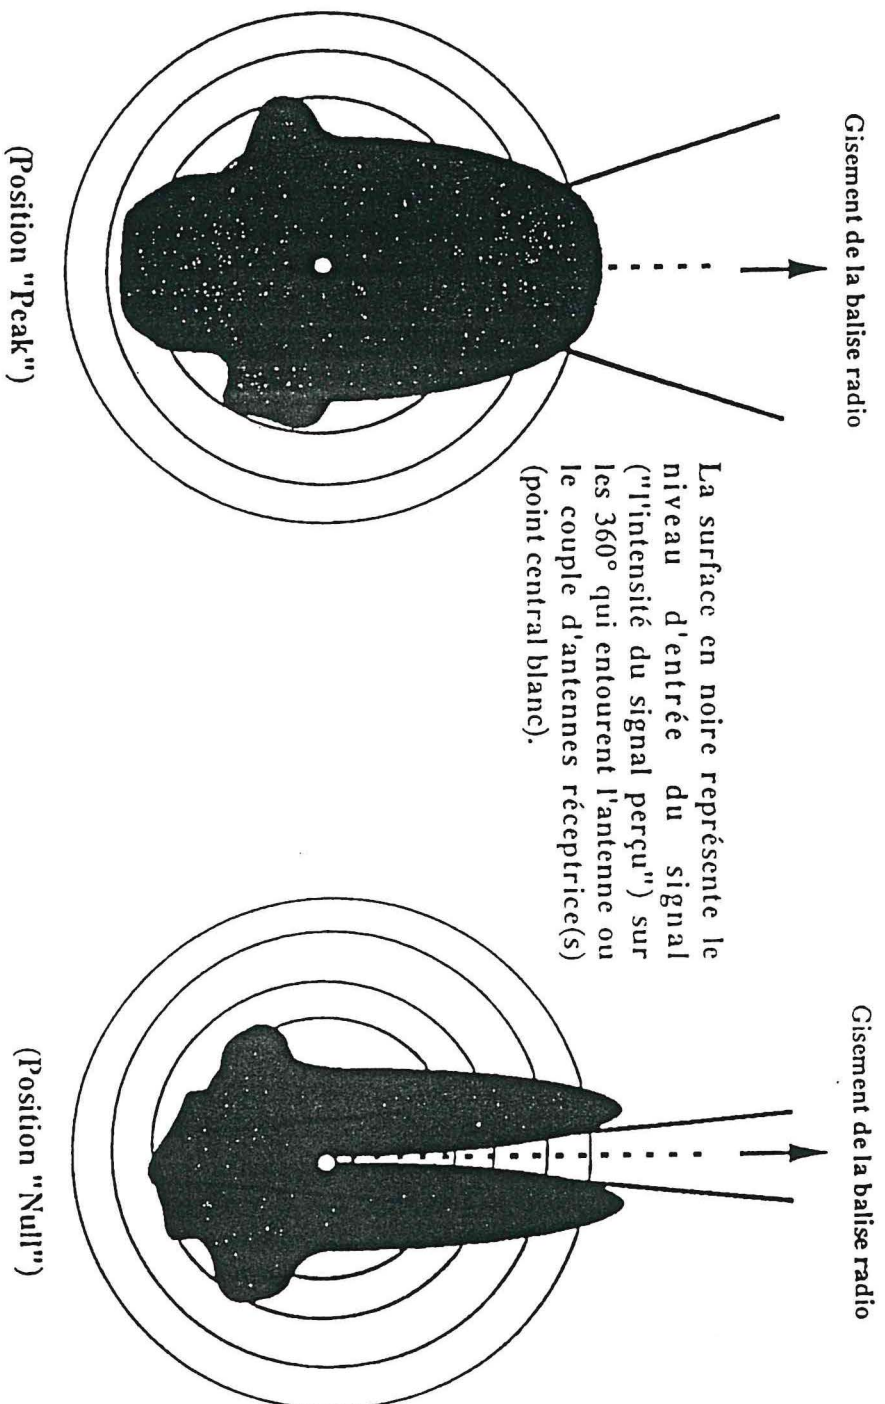 Gisement de la balise radio
(Position "Peak")
La surface en noire représente le
niveau d'entrée du signal
("l'intensité du signal perçu") sur
les 360° qui entourent l'antenne ou
le couple d'antennes réceptrice(s)
(point central blanc).
Gisement de la balise radio
(Position "Null")